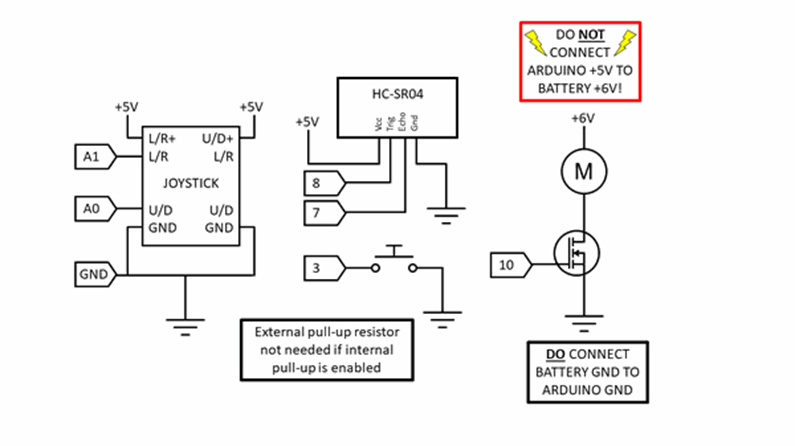 DO NOT
CONNECT
ARDUINO +5V TO
BATTERY +6V!
HC-SR04
Vcc
Trig
Echo
Gnd
+5V
+5V
+5V
+6V
L/R+ U/D+
A1
L/R L/R
JOYSTICK
M
8
A0
U/D U/D
7
GND GND
GND
3
10
External pull-up resistor
not needed if internal
pull-up is enabled
DO CONNECT
BATTERY GND TO
ARDUINO GND